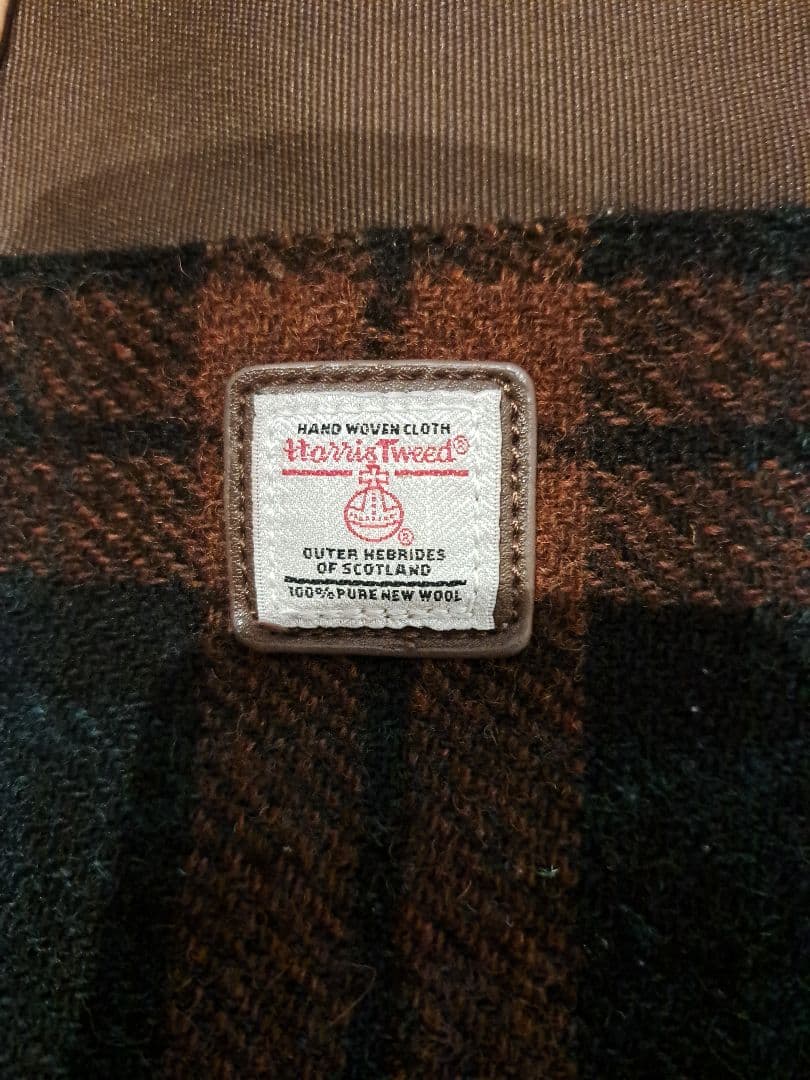 HAND WOVEN CLOTH
Harris Tweed®
®
OUTER HEBRIDES
OF SCOTLAND
100% PURE NEW WOOL